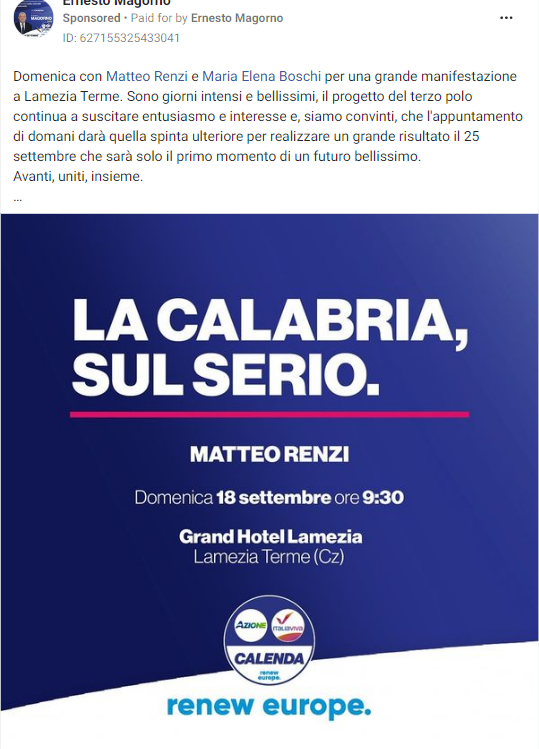 Ernesto Magorno
Sponsored • Paid for by Ernesto Magorno
ID: 627155325433041
Domenica con Matteo Renzi e Maria Elena Boschi per una grande manifestazione
a Lamezia Terme. Sono giorni intensi e bellissimi, il progetto del terzo polo
continua a suscitare entusiasmo e interesse e, siamo convinti, che l'appuntamento
di domani darà quella spinta ulteriore per realizzare un grande risultato il 25
settembre che sarà solo il primo momento di un futuro bellissimo.
Avanti, uniti, insieme.
...
LA CALABRIA,
SUL SERIO.
MATTEO RENZI
Domenica 18 settembre ore 9:30
Grand Hotel Lamezia
Lamezia Terme (Cz)
AZIONE
ITALIAVIVA
CALENDA
renew
europe.
renew europe.